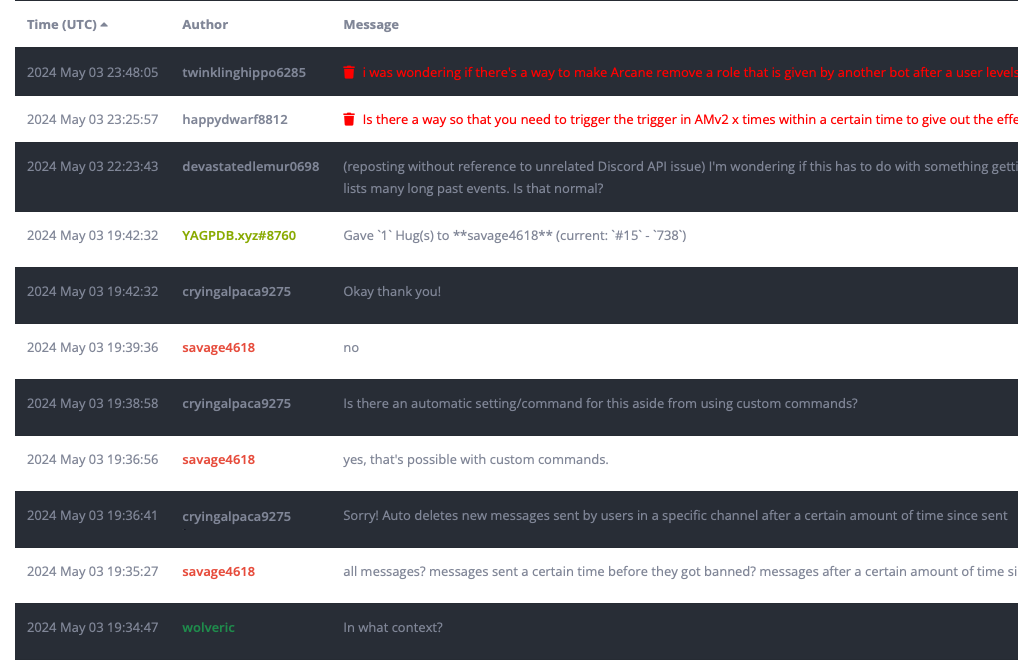 Time (UTC) Author Message
2024 May 03 23:48:05 twinklinghippo6285 i was wondering if there's a way to make Arcane remove a role that is given by another bot after a user levels
2024 May 03 23:25:57 happydwarf8812 Is there a way so that you need to trigger the trigger in AMv2 x times within a certain time to give out the effe
2024 May 03 22:23:43 devastatedlemur0698 (reposting without reference to unrelated Discord API issue) I'm wondering if this has to do with something getti
lists many long past events. Is that normal?
2024 May 03 19:42:32 YAGPDB.xyz#8760 Gave `1` Hug(s) to **savage4618** (current: `#15` - `738`)
2024 May 03 19:42:32 cryingalpaca9275 Okay thank you!
2024 May 03 19:39:36 savage4618 no
2024 May 03 19:38:58 cryingalpaca9275 Is there an automatic setting/command for this aside from using custom commands?
2024 May 03 19:36:56 savage4618 yes, that's possible with custom commands.
2024 May 03 19:36:41 cryingalpaca9275 Sorry! Auto deletes new messages sent by users in a specific channel after a certain amount of time since sent
2024 May 03 19:35:27 savage4618 all messages? messages sent a certain time before they got banned? messages after a certain amount of time si
2024 May 03 19:34:47 wolveric In what context?